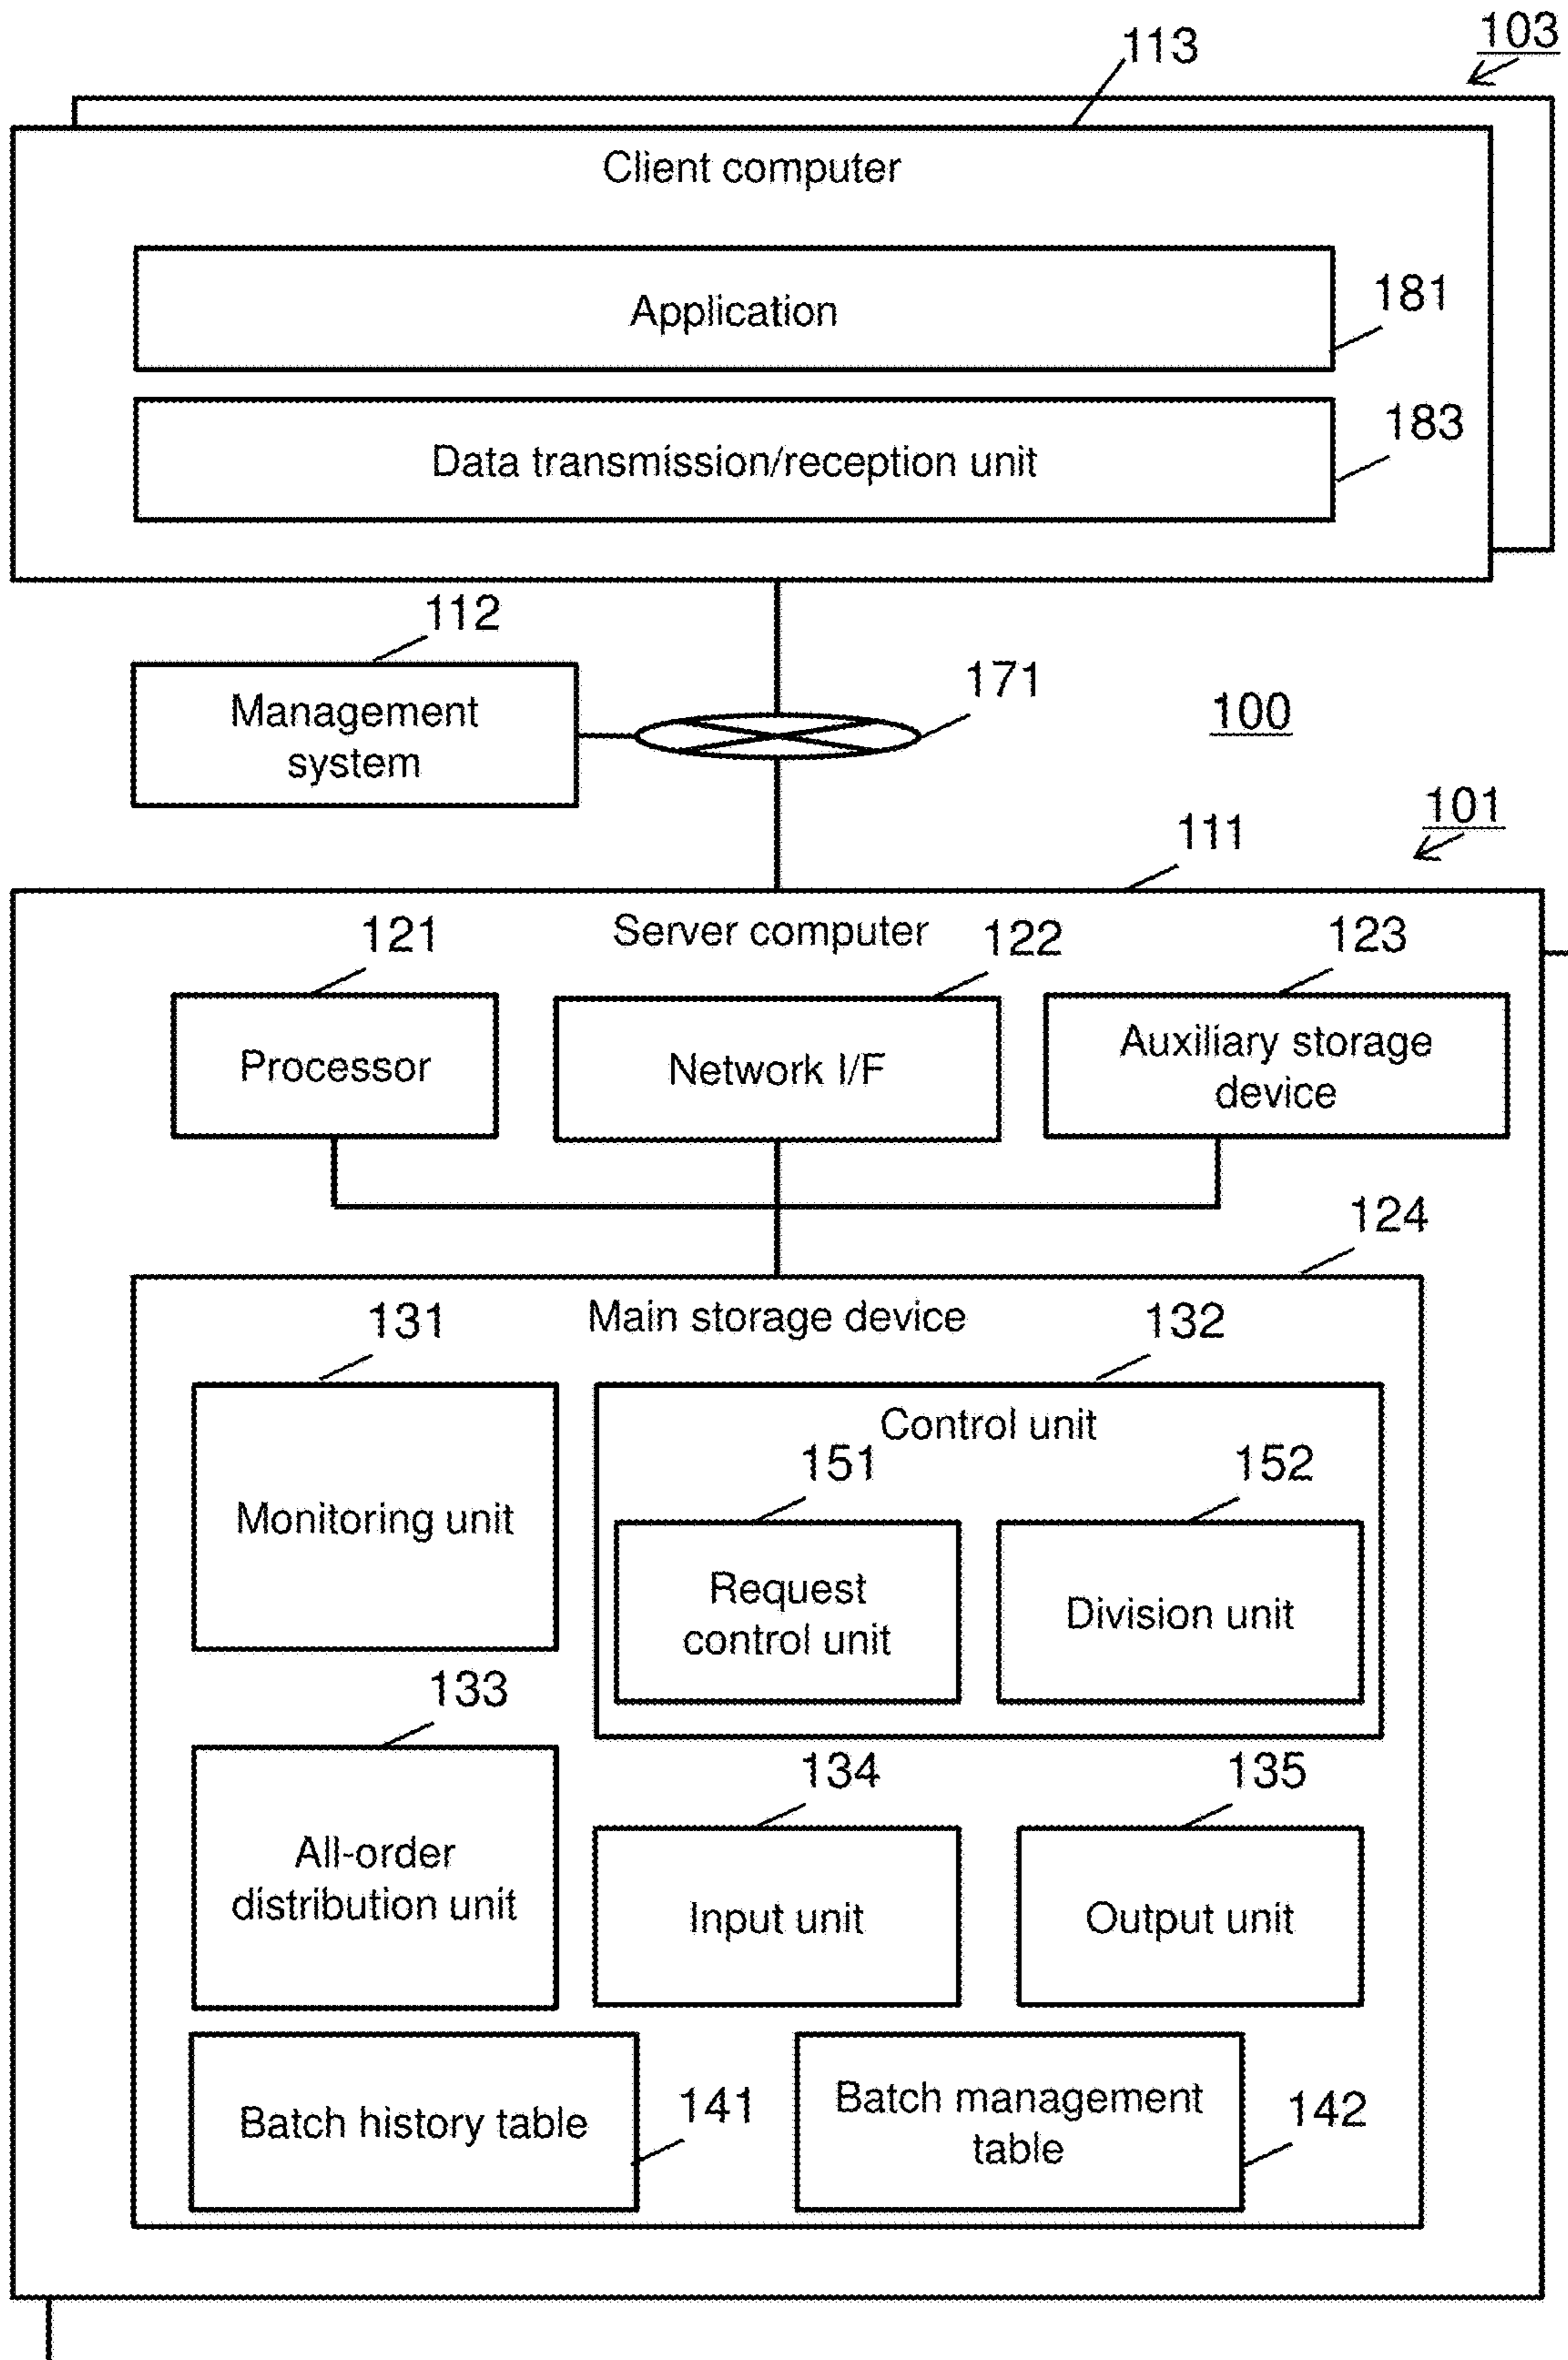 103
113
Client computer
Application
181
Data transmission/reception unit
183
112
Management
system
171
100
101
111
Server computer
121
122
123
Processor
Network I/F
Auxiliary storage
device
124
Main storage device
131
132
Monitoring unit
Control unit
151
152
Request
control unit
Division unit
133
134
135
All-order
distribution unit
Input unit
Output unit
Batch history table
141
Batch management
table
142